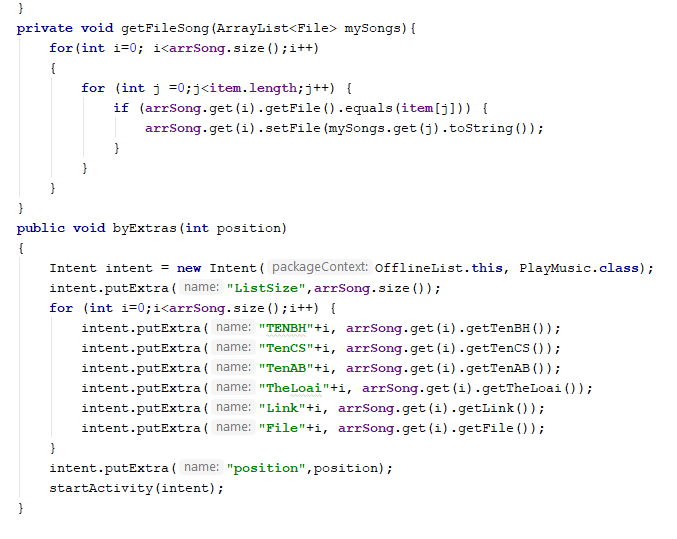 }
private void getFileSong(ArrayList<File> mySongs){
    for(int i=0; i<arrSong.size();i++)
    {
        for (int j =0;j<item.length;j++) {
            if (arrSong.get(i).getFile().equals(item[j])) {
                arrSong.get(i).setFile(mySongs.get(j).toString());
            }
        }
    }
}
public void byExtras(int position)
{
    Intent intent = new Intent( packageContext: OfflineList.this, PlayMusic.class);
    intent.putExtra( name: "ListSize",arrSong.size());
    for (int i=0;i<arrSong.size();i++) {
        intent.putExtra( name: "TENBH"+i, arrSong.get(i).getTenBH());
        intent.putExtra( name: "TenCS"+i, arrSong.get(i).getTenCS());
        intent.putExtra( name: "TenAB"+i, arrSong.get(i).getTenAB());
        intent.putExtra( name: "TheLoai"+i, arrSong.get(i).getTheLoai());
        intent.putExtra( name: "Link"+i, arrSong.get(i).getLink());
        intent.putExtra( name: "File"+i, arrSong.get(i).getFile());
    }
    intent.putExtra( name: "position",position);
    startActivity(intent);
}